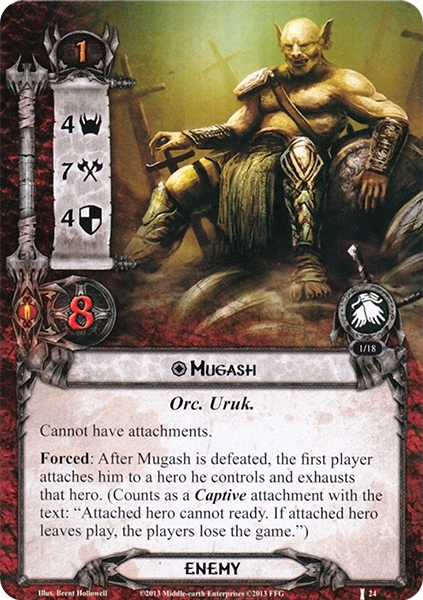 1
4
7
4
8
1/18
Mugash
Orc. Uruk.
Cannot have attachments.
Forced: After Mugash is defeated, the first player
attaches him to a hero he controls and exhausts
that hero. (Counts as a Captive attachment with the
text: “Attached hero cannot ready. If attached hero
leaves play, the players lose the game.”)
ENEMY
Illus. Brent Hollowell ©2013 Middle-earth Enterprises ©2013 FFG 24